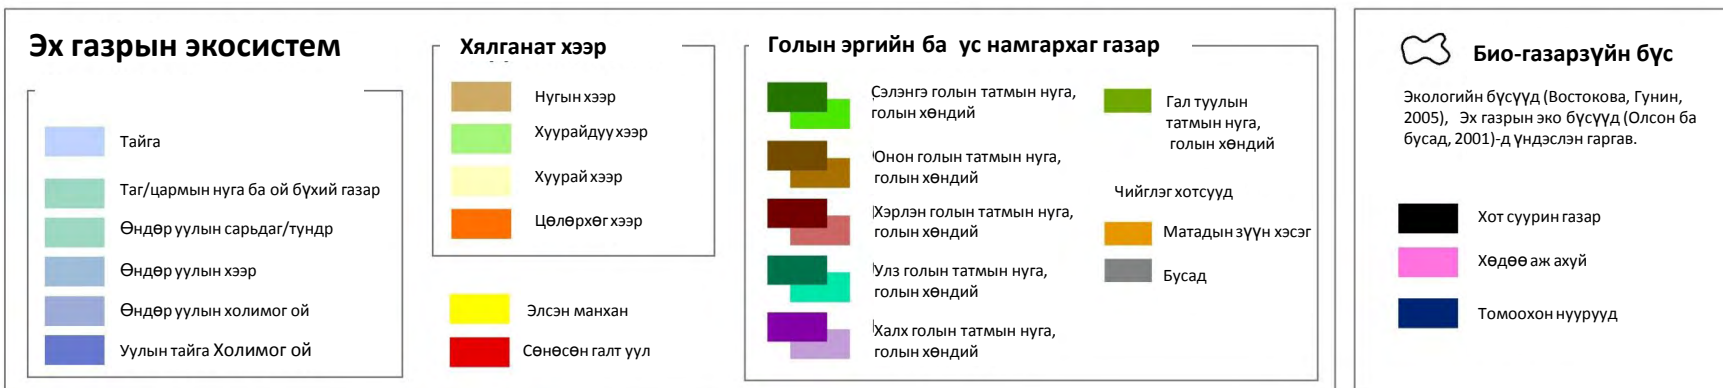 Эх газрын экосистем
Тайга
Таг/цармын нуга ба ой бүхий газар
Өндөр уулын сарьдаг/тундр
Өндөр уулын хээр
Өндөр уулын холимог ой
Уулын тайга Холимог ой
Хялганат хээр
Нугын хээр
Хуурайдуу хээр
Хуурай хээр
Цөлөрхөг хээр
Элсэн манхан
Сөнөсөн галт уул
Голын эргийн ба ус намгархаг газар
Сэлэнгэ голын татмын нуга,
голын хөндий
Онон голын татмын нуга,
голын хөндий
Хэрлэн голын татмын нуга,
голын хөндий
Улз голын татмын нуга,
голын хөндий
Халх голын татмын нуга,
голын хөндий
Гал туулын
татмын нуга,
голын хөндий
Чийглэг хотсууд
Матадын зүүн хэсэг
Бусад
Био-газарзүйн бүс
Экологийн бүсүүд (Востокова, Гунин,
2005), Эх газрын эко бүсүүд (Олсон ба
бусад, 2001)-д үндэслэн гаргав.
Хот суурин газар
Хөдөө аж ахуй
Томоохон нуурууд